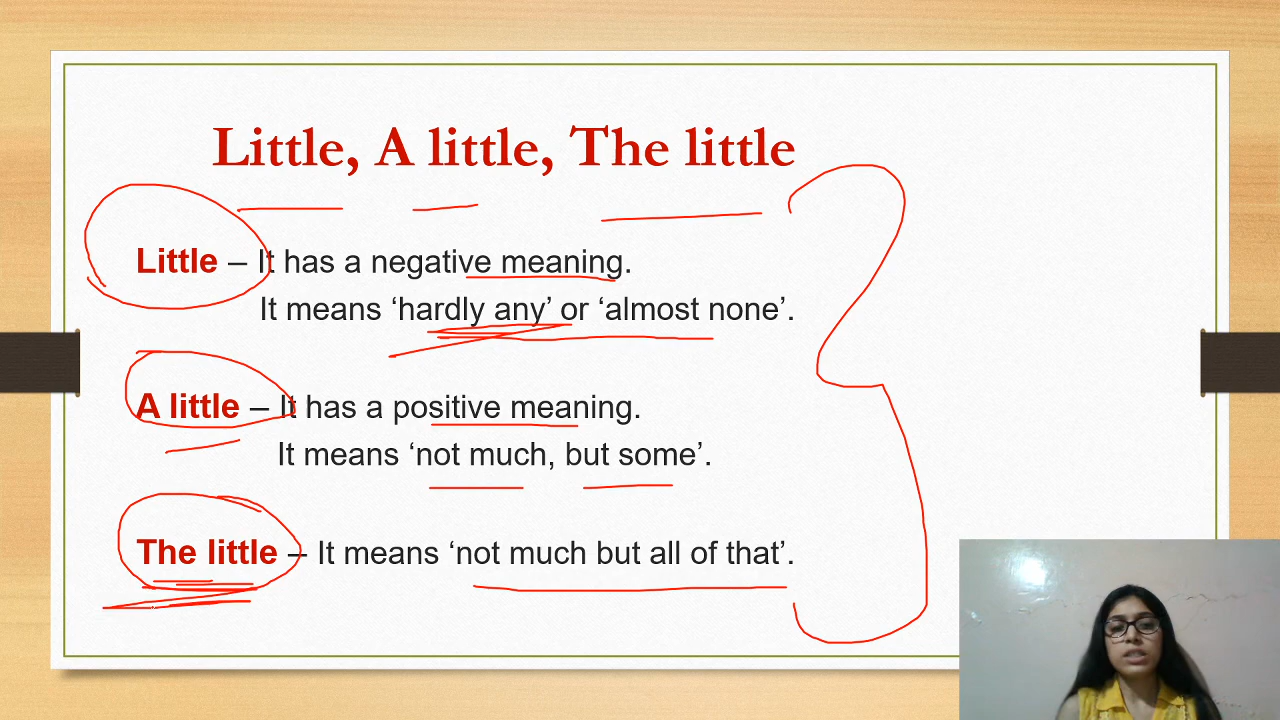 Little, A little, The little
Little – It has a negative meaning.
It means ‘hardly any’ or ‘almost none’.
A little – It has a positive meaning.
It means ‘not much, but some’.
The little – It means ‘not much but all of that’.